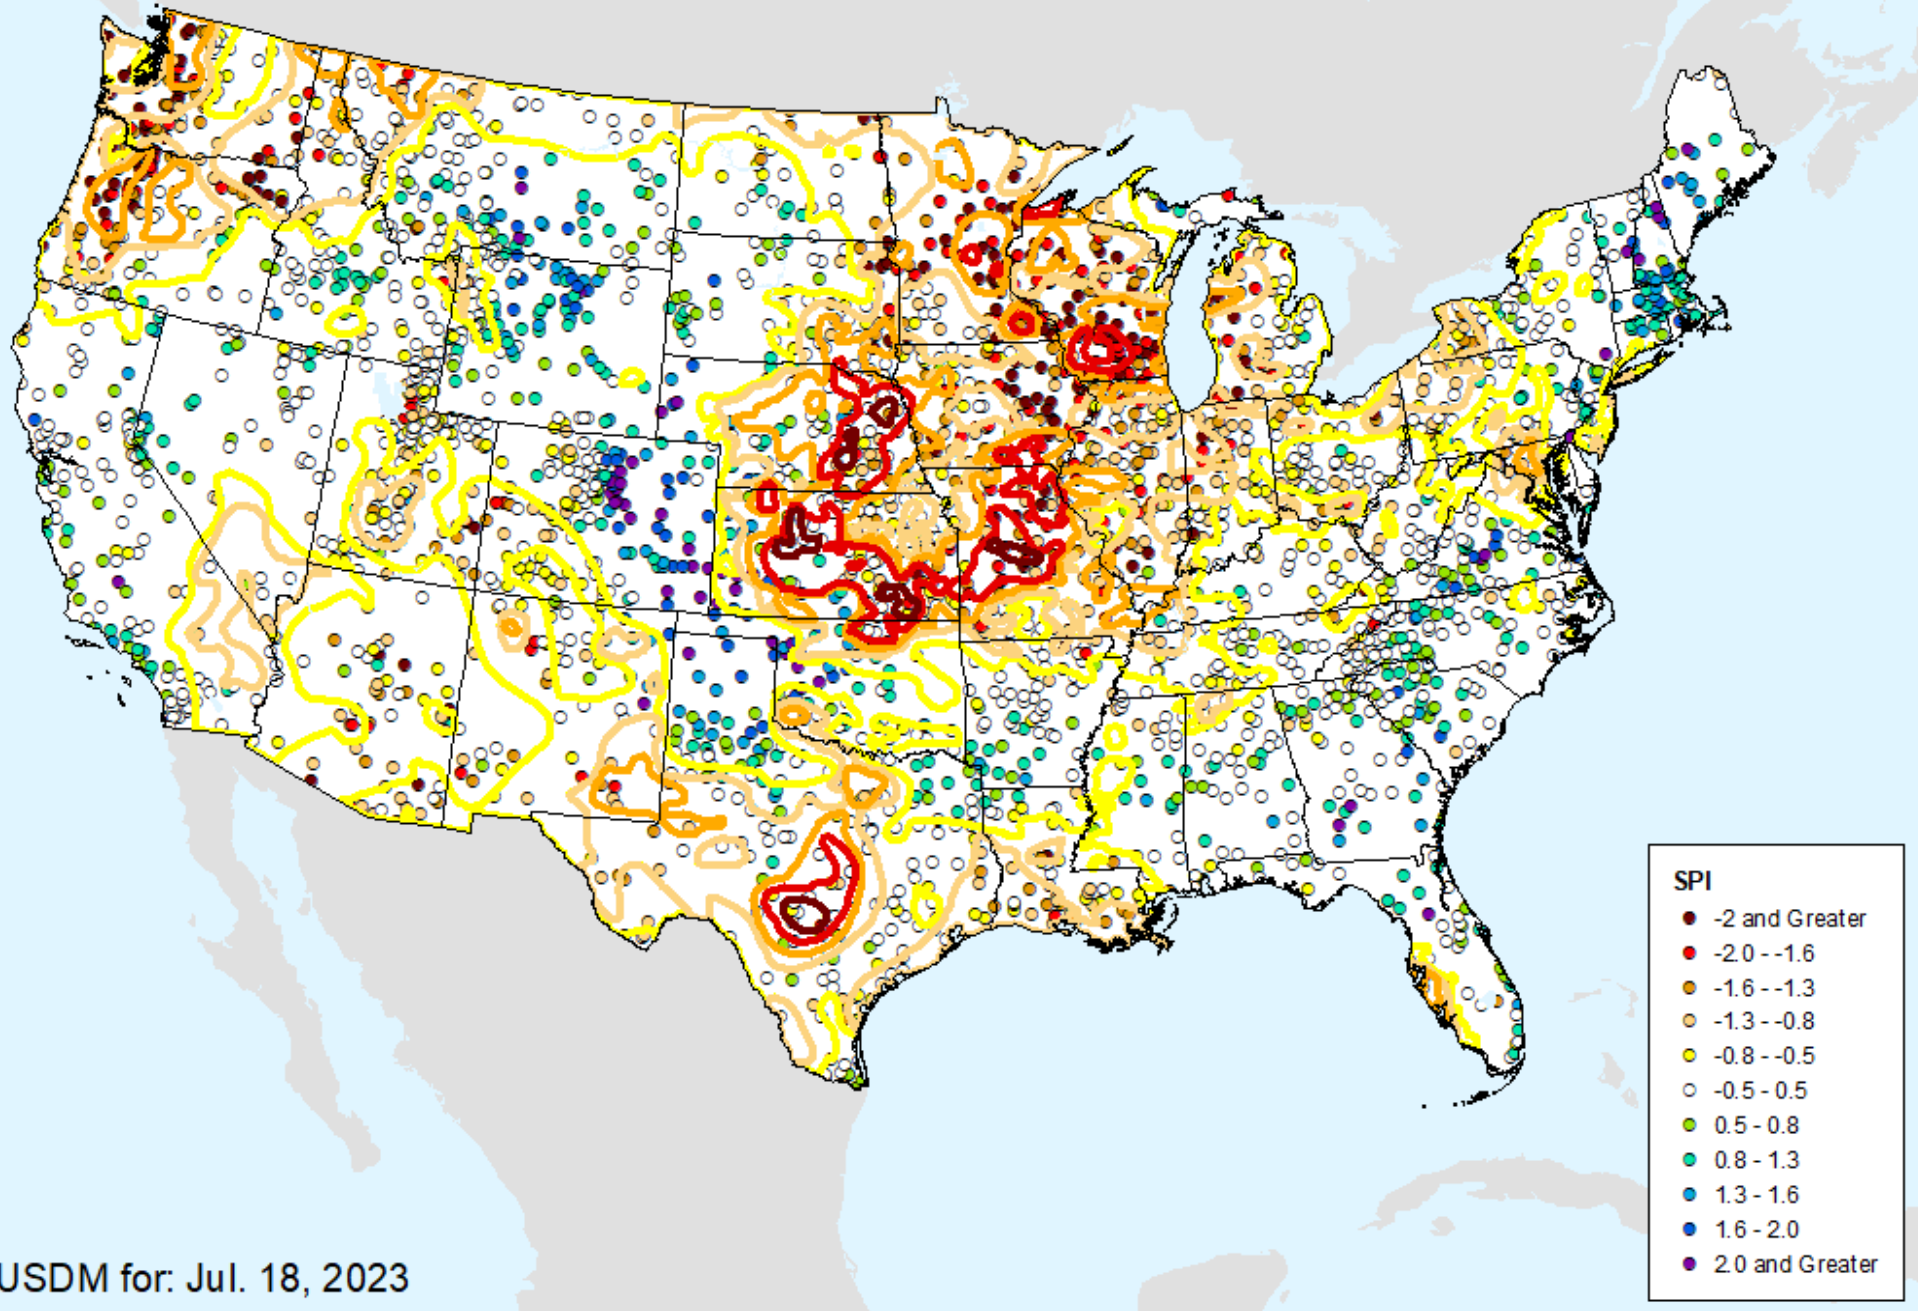 SPI
-2 and Greater
-2.0 - -1.6
-1.6 - -1.3
-1.3 - -0.8
-0.8 - -0.5
-0.5 - 0.5
0.5 - 0.8
0.8 - 1.3
1.3 - 1.6
1.6 - 2.0
2.0 and Greater
USDM for: Jul. 18, 2023